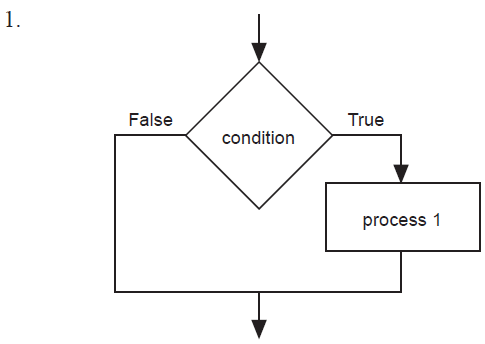 1.
False
True
condition
process 1